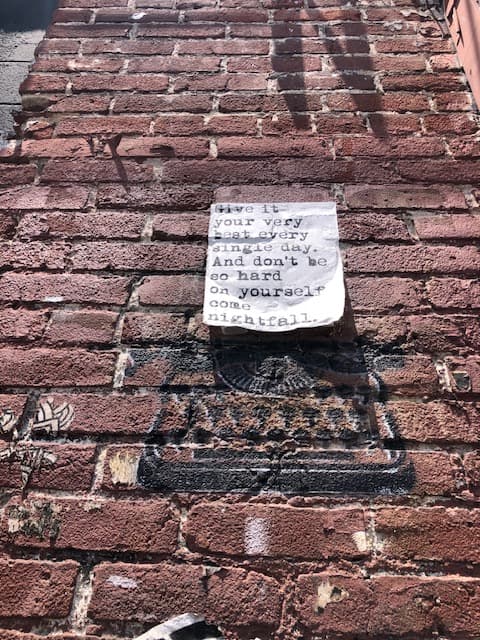 Give it
your very
best every
single day.
And don't be
so hard
on yourself
come
nightfall.